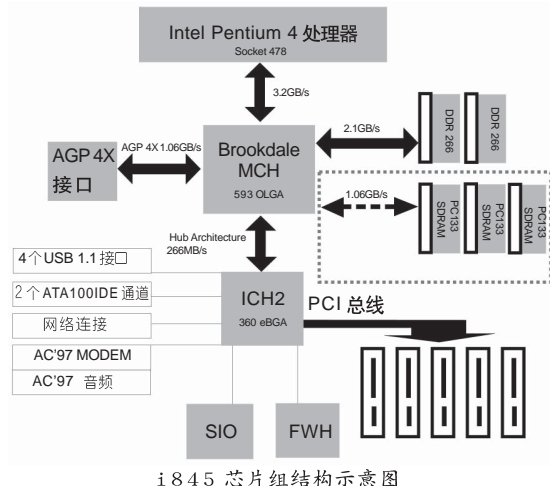 Intel Pentium 4 处理器
Socket 478
3.2GB/s
AGP 4X
接口
AGP 4X 1.06GB/s
Brookdale
MCH
593 OLGA
2.1GB/s
DDR 266
DDR 266
1.06GB/s
PC133
SDRAM
PC133
SDRAM
PC133
SDRAM
Hub Architecture
266MB/s
4个USB 1.1 接口
2个ATA100IDE 通道
网络连接
AC'97 MODEM
AC'97 音频
ICH2
360 eBGA
PCI 总线
SIO
FWH
i845 芯片组结构示意图